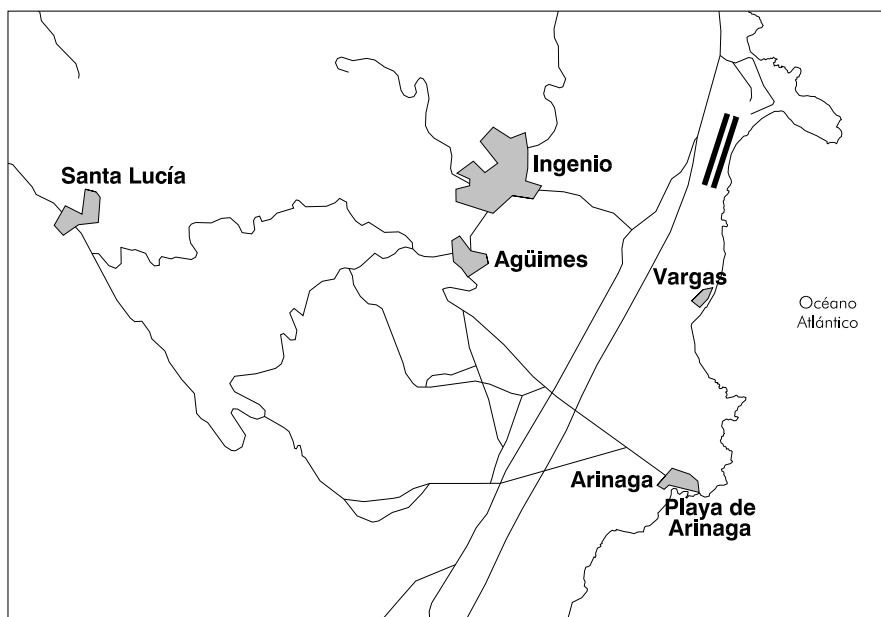 Ingenio
Santa Lucía
Agüimes
Vargas
Océano
Atlántico
Arinaga
Playa de
Arinaga